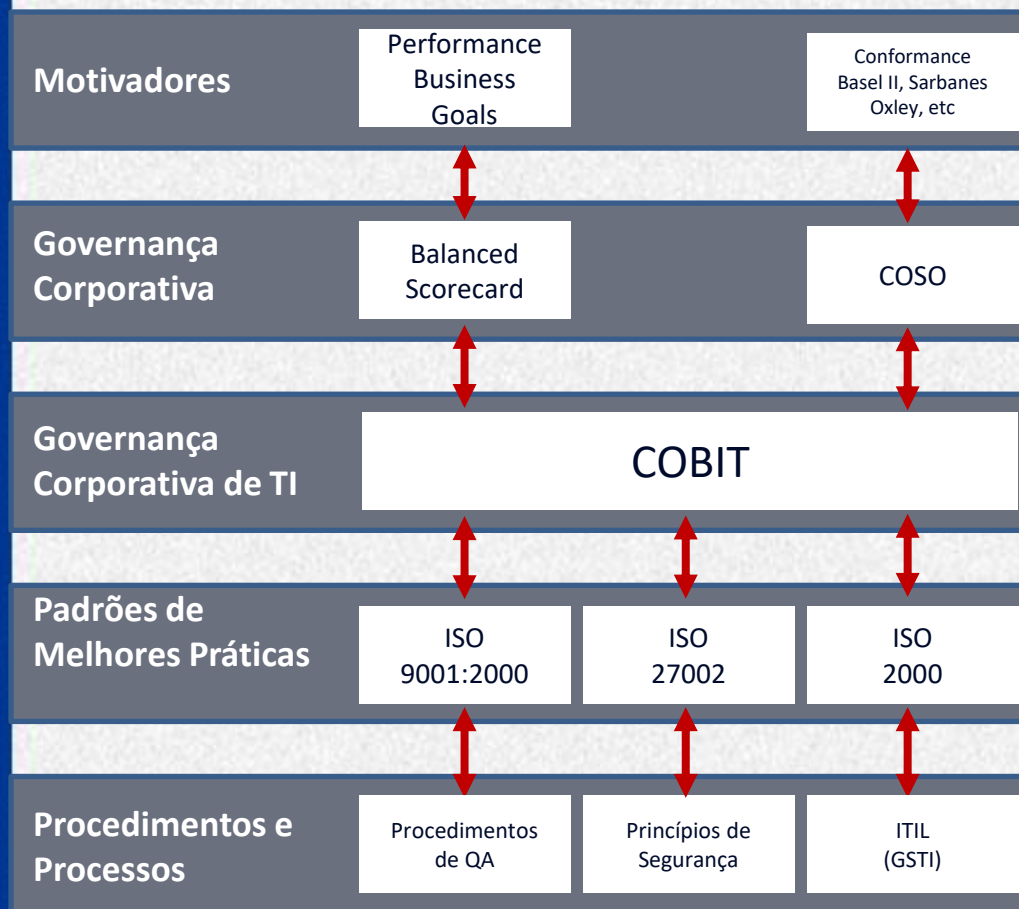 Motivadores
Performance
Business
Goals
Conformance
Basel II, Sarbanes
Oxley, etc
Governança
Corporativa
Balanced
Scorecard
COSO
Governança
Corporativa de TI
COBIT
Padrões de
Melhores Práticas
ISO
9001:2000
ISO
27002
ISO
2000
Procedimentos e
Processos
Procedimentos
de QA
Princípios de
Segurança
ITIL
(GSTI)